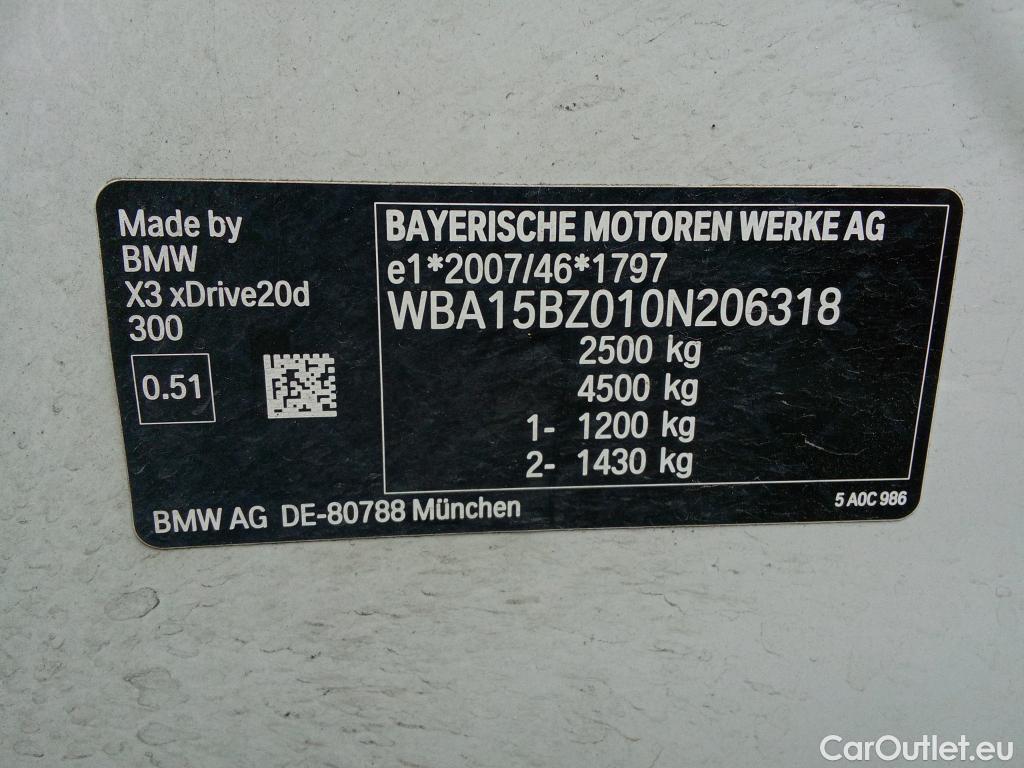 Made by
BMW
X3 xDrive20d
300
0.51
BAYERISCHE MOTOREN WERKE AG
e1*2007/46*1797
WBA15BZ010N206318
2500 kg
4500 kg
1- 1200 kg
2- 1430 kg
BMW AG DE-80788 München
5 A0C 986
CarOutlet.eu